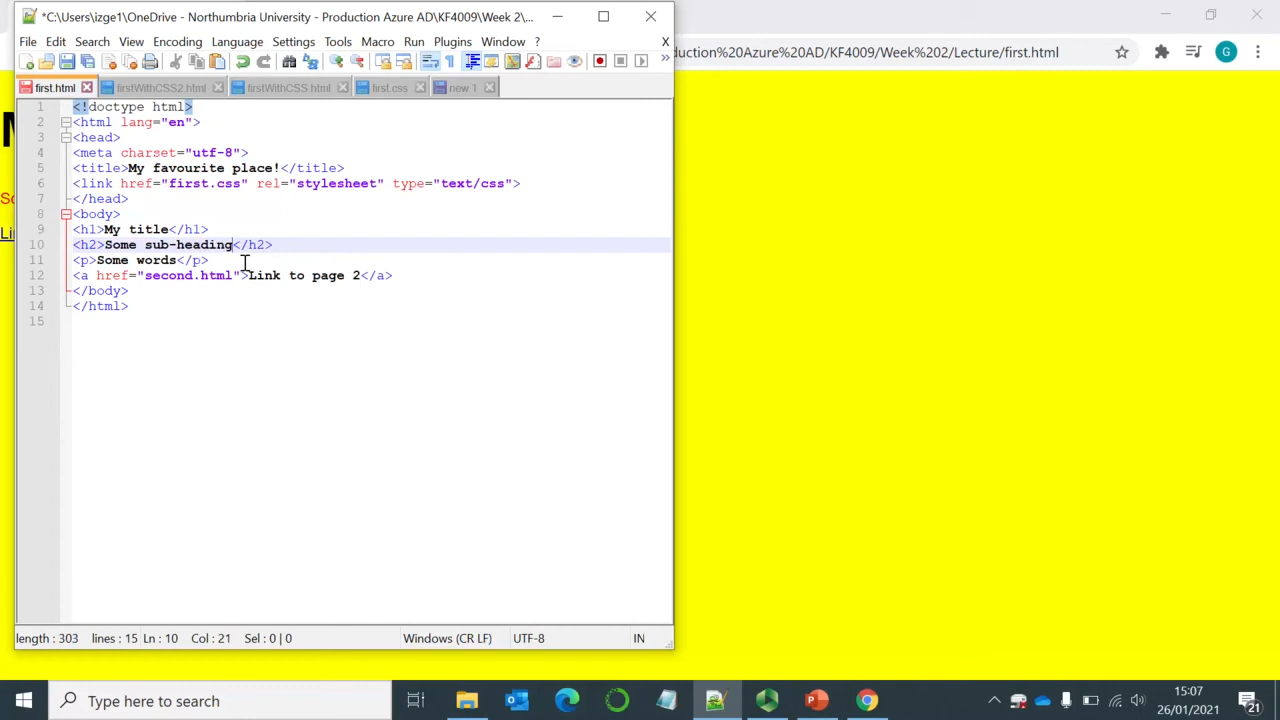 *C:\Users\izge1\OneDrive - Northumbria University - Production Azure AD\KF4009\Week 2\...
File Edit Search View Encoding Language Settings Tools Macro Run Plugins Window ? X
oduction%20Azure%20AD/KF4009/Week%202/Lecture/first.html
G
first.html firstWithCSS2.html firstWithCSS.html first.css new 1
1 <!doctype html>
2 <html lang="en">
3 <head>
4 <meta charset="utf-8">
5 <title>My favourite place!</title>
6 <link href="first.css" rel="stylesheet" type="text/css">
7 </head>
8 <body>
9 <h1>My title</h1>
10 <h2>Some sub-heading</h2>
11 <p>Some words</p>
12 <a href="second.html">Link to page 2</a>
13 </body>
14 </html>
15
M
So
Li
length : 303 lines : 15 Ln : 10 Col : 21 Sel : 0 | 0 Windows (CR LF) UTF-8 IN
Type here to search
15:07
26/01/2021
21